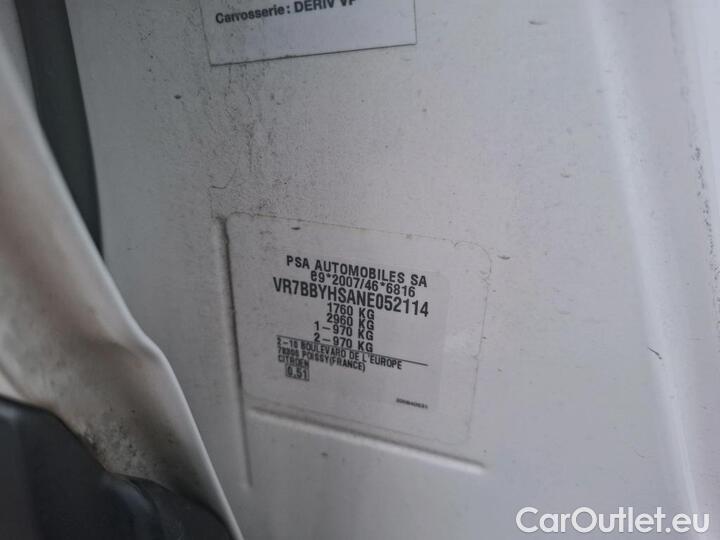 Carrosserie : DERIV VP
PSA AUTOMOBILES SA
e9*2007/46*6816
VR7BBYHSANE052114
1760 KG
2960 KG
1-970 KG
2-970 KG
2-10 BOULEVARD DE L'EUROPE
78300 POISSY(FRANCE)
CITROEN
0.51
CarOutlet.eu